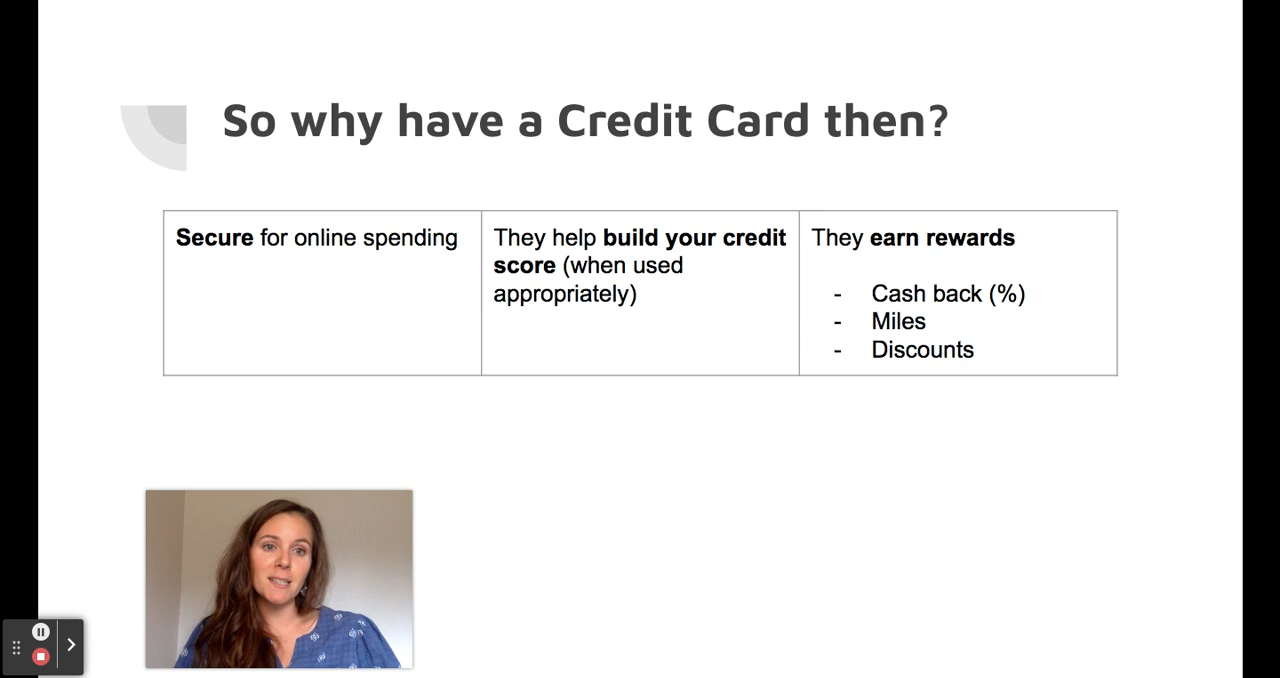 So why have a Credit Card then?
Secure for online spending
They help build your credit
score (when used
appropriately)
They earn rewards
- Cash back (%)
- Miles
- Discounts